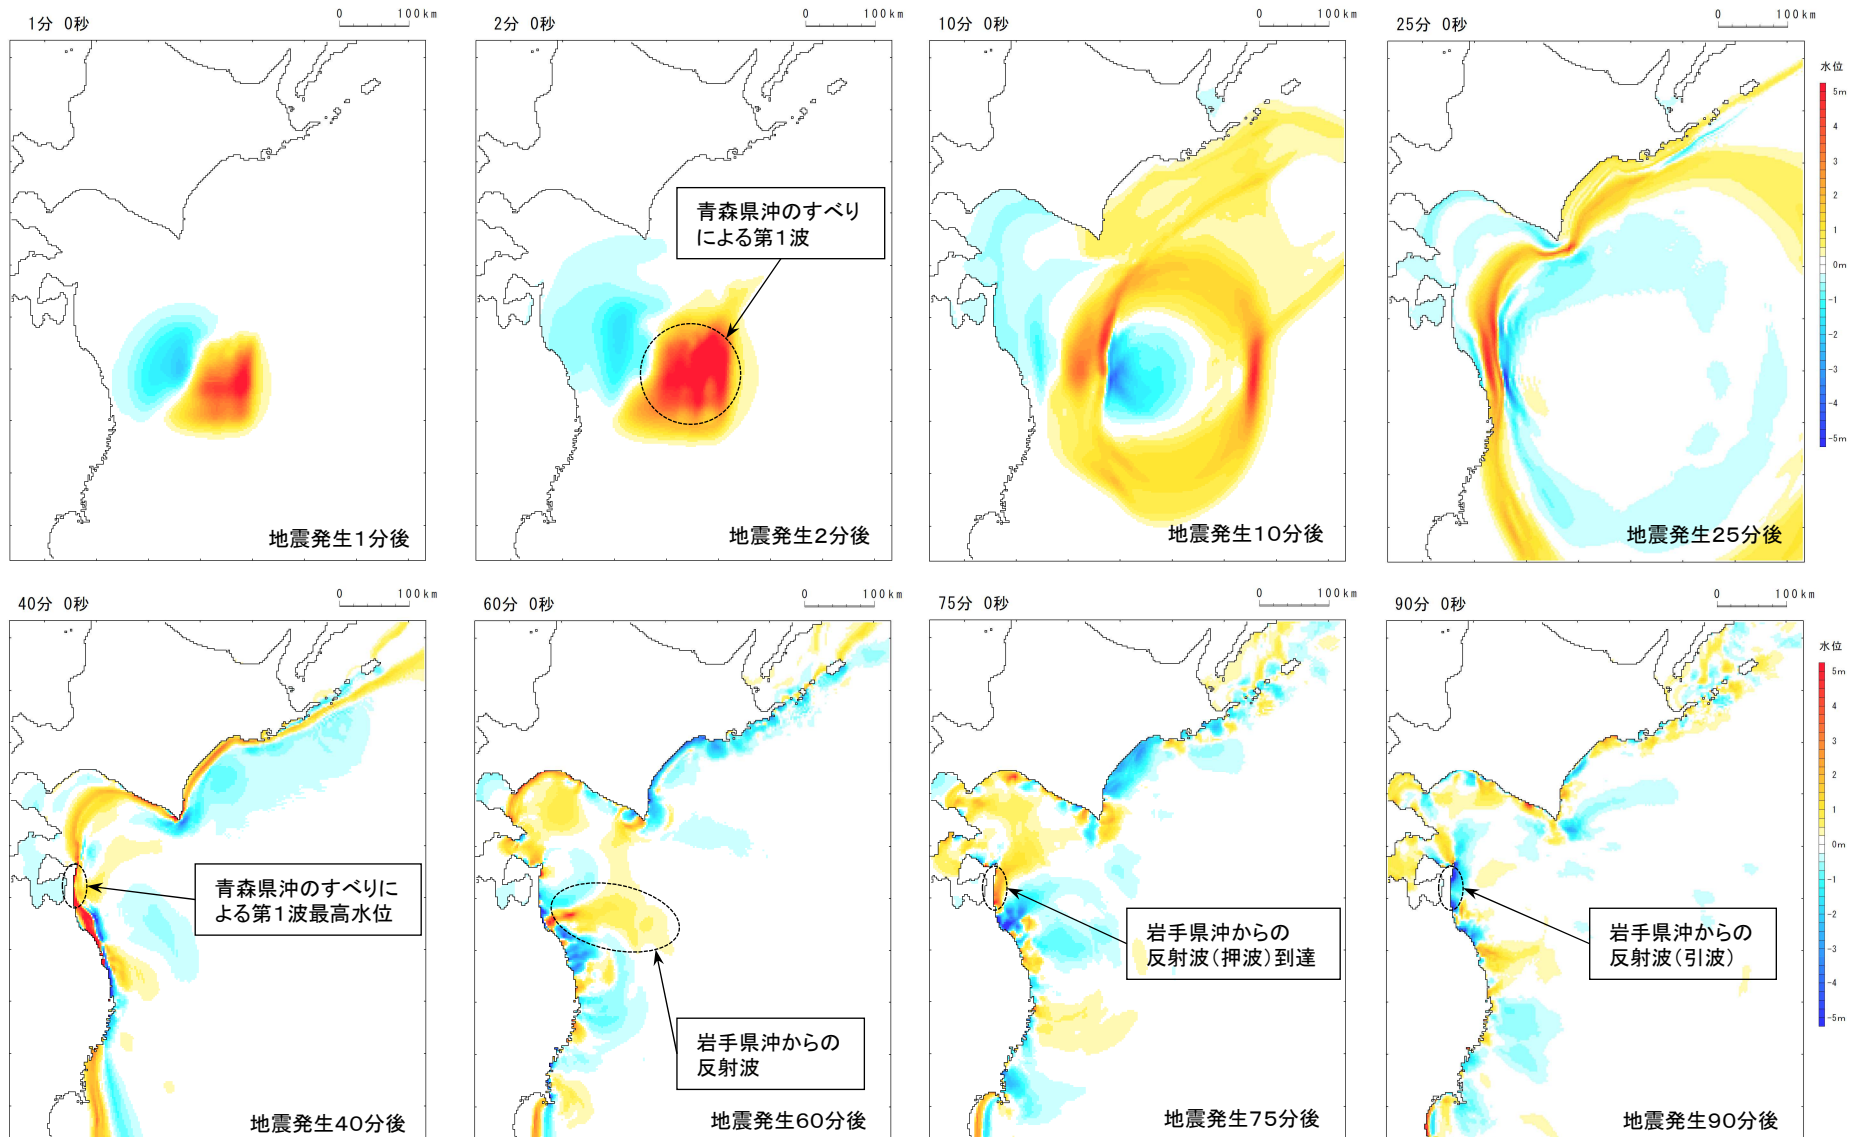 1分 0秒
0 100km
地震発生1分後
2分 0秒
0 100km
青森県沖のすべり
による第1波
地震発生2分後
10分 0秒
0 100km
地震発生10分後
25分 0秒
0 100km
地震発生25分後
水位
5m
4
3
2
1
0m
-1
-2
-3
-4
-5m
40分 0秒
0 100km
青森県沖のすべりに
よる第1波最高水位
地震発生40分後
60分 0秒
0 100km
岩手県沖からの
反射波
地震発生60分後
75分 0秒
0 100km
岩手県沖からの
反射波(押波)到達
地震発生75分後
90分 0秒
0 100km
岩手県沖からの
反射波(引波)
地震発生90分後
水位
5m
4
3
2
1
0m
-1
-2
-3
-4
-5m